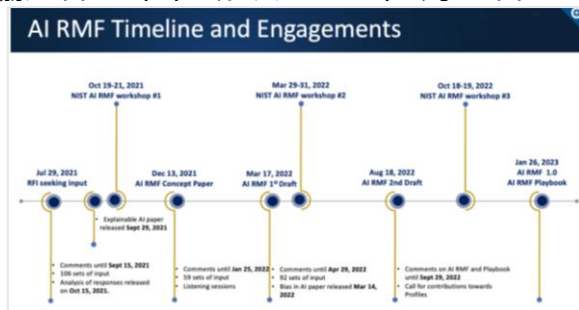 AI RMF Timeline and Engagements
Oct 19-21, 2021
NIST AI RMF workshop #1
Mar 29-31, 2022
NIST AI RMF workshop #2
Oct 18-19, 2022
NIST AI RMF workshop #3
Jul 29, 2021
RFI seeking input
Dec 13, 2021
AI RMF Concept Paper
Mar 17, 2022
AI RMF 1st Draft
Aug 18, 2022
AI RMF 2nd Draft
Jan 26, 2023
AI RMF 1.0
AI RMF Playbook
• Explainable AI paper
released Sept 29, 2021
• Comments until Sept 15, 2021
• 106 sets of input
• Analysis of responses released
on Oct 15, 2021.
• Comments until Jan 25, 2022
• 59 sets of input
• Listening sessions
• Comments until Apr 29, 2022
• 92 sets of input
• Bias in AI paper released Mar 14,
2022
• Comments on AI RMF and Playbook
until Sept 29, 2022
• Call for contributions towards
Profiles